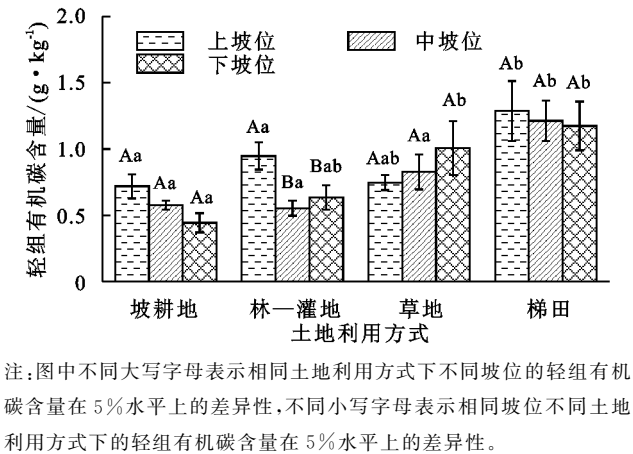 轻组有机碳含量/(g·kg⁻¹)
2.0
1.5
1.0
0.5
0
上坡位 中坡位
下坡位
Aa Aa Aa
Aa Ba Bab
Aab Aa Ab
Ab Ab Ab
坡耕地 林—灌地 草地 梯田
土地利用方式
注:图中不同大写字母表示相同土地利用方式下不同坡位的轻组有机
碳含量在5%水平上的差异性,不同小写字母表示相同坡位不同土地
利用方式下的轻组有机碳含量在5%水平上的差异性。